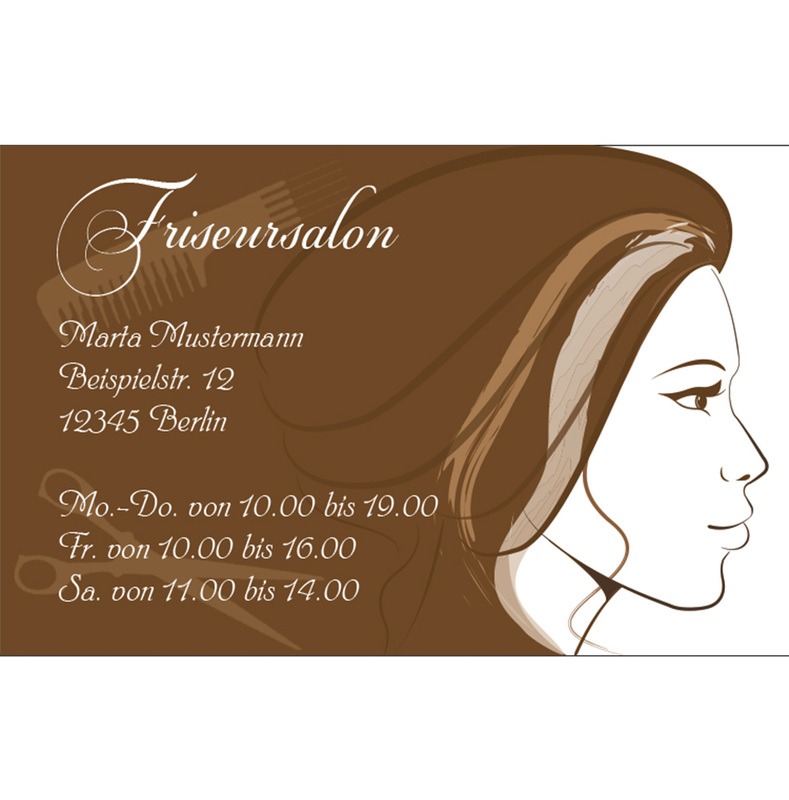 Friseursalon
Marta Mustermann
Beispielstr. 12
12345 Berlin
Mo.-Do. von 10.00 bis 19.00
Fr. von 10.00 bis 16.00
Sa. von 11.00 bis 14.00